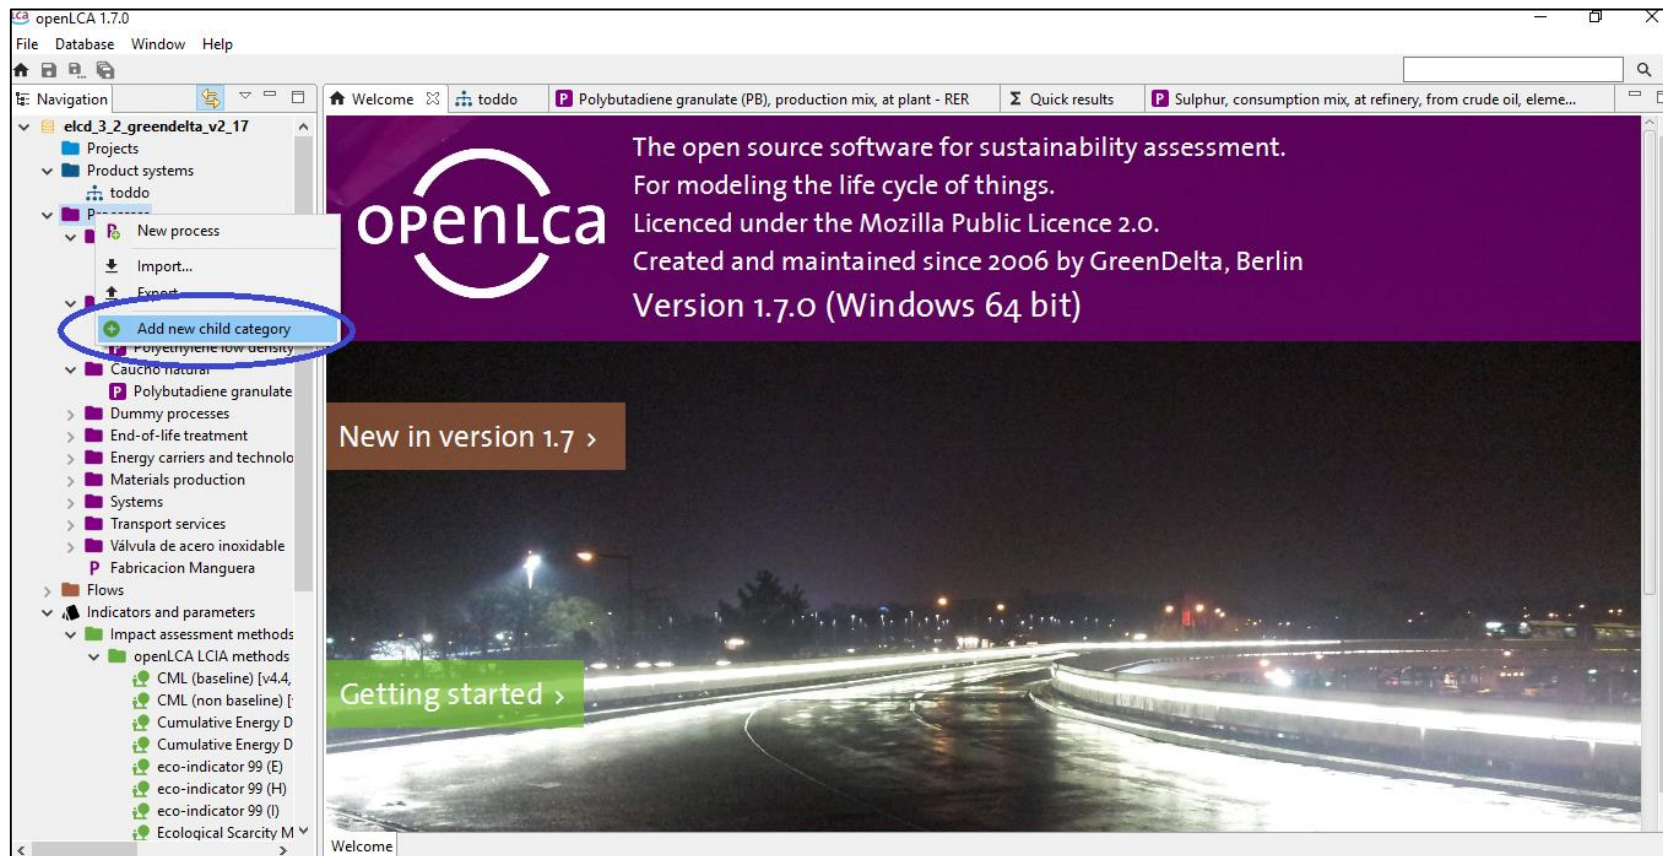 openLCA 1.7.0
File Database Window Help
Navigation
Welcome
toddo
P Polybutadiene granulate (PB), production mix, at plant - RER
Σ Quick results
P Sulphur, consumption mix, at refinery, from crude oil, eleme...
elcd_3_2_greendelta_v2_17
Projects
Product systems
toddo
Processes
New process
Import...
Export
Add new child category
Polyethylene low density
Caucho natural
P Polybutadiene granulate
Dummy processes
End-of-life treatment
Energy carriers and technolo
Materials production
Systems
Transport services
Válvula de acero inoxidable
P Fabricacion Manguera
Flows
Indicators and parameters
Impact assessment methods
openLCA LCIA methods
CML (baseline) [v4.4,
CML (non baseline) [
Cumulative Energy D
Cumulative Energy D
eco-indicator 99 (E)
eco-indicator 99 (H)
eco-indicator 99 (I)
Ecological Scarcity M
openLca
The open source software for sustainability assessment.
For modeling the life cycle of things.
Licenced under the Mozilla Public Licence 2.0.
Created and maintained since 2006 by GreenDelta, Berlin
Version 1.7.0 (Windows 64 bit)
New in version 1.7 ›
Getting started ›
Welcome